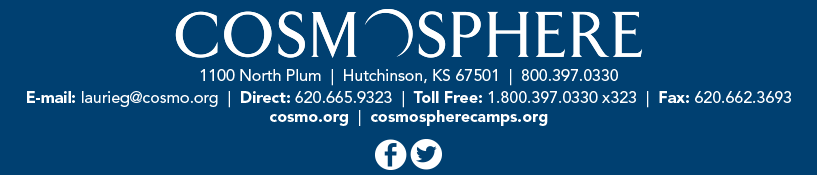 COSMOSPHERE
1100 North Plum | Hutchinson, KS 67501 | 800.397.0330
E-mail: laurieg@cosmo.org | Direct: 620.665.9323 | Toll Free: 1.800.397.0330 x323 | Fax: 620.662.3693
cosmo.org | cosmospherecamps.org